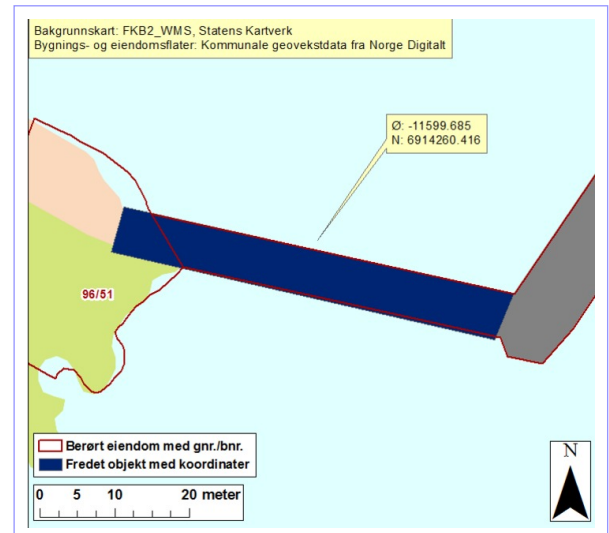 Bakgrunnskart: FKB2_WMS, Statens Kartverk
Bygnings- og eiendomsflater: Kommunale geovekstdata fra Norge Digitalt
Ø: -11599.685
N: 6914260.416
96/51
Berørt eiendom med gnr./bnr.
Fredet objekt med koordinater
0 5 10 20 meter
N